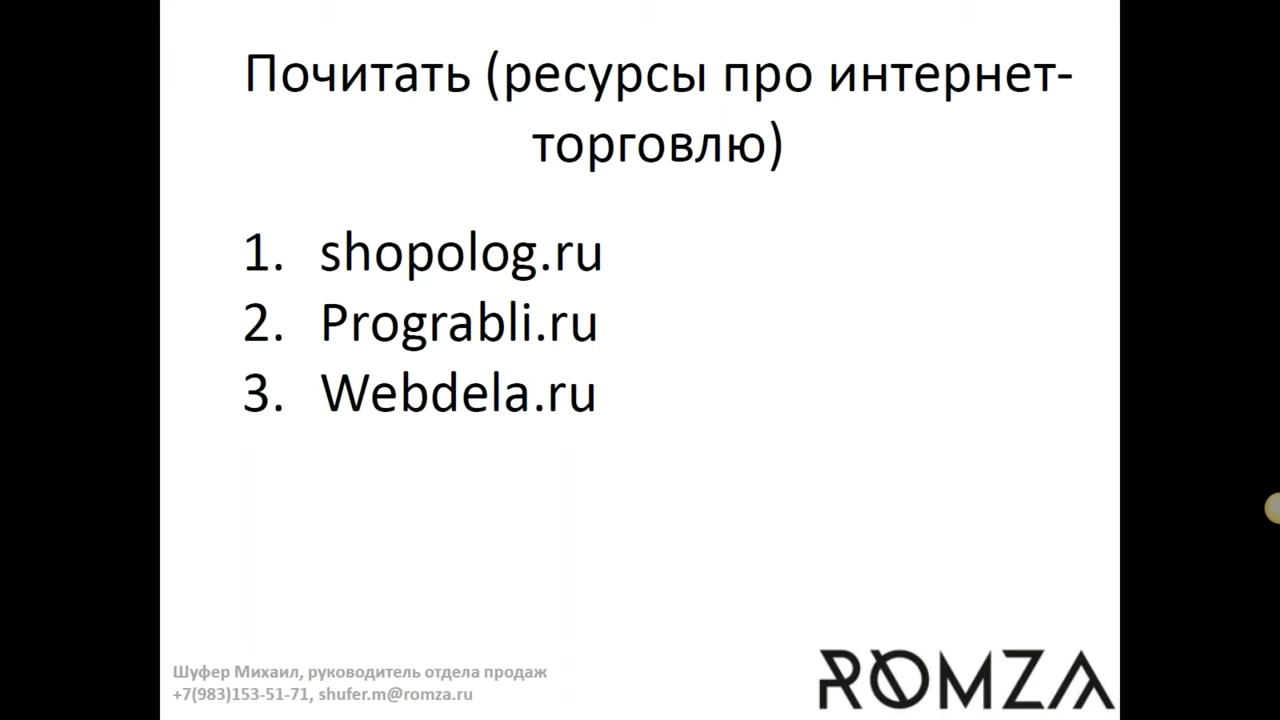 Почитать (ресурсы про интернет-
торговлю)
1. shopolog.ru
2. Prograbli.ru
3. Webdela.ru
Шуфер Михаил, руководитель отдела продаж
+7(983)153-51-71, shufer.m@romza.ru
ROMZA